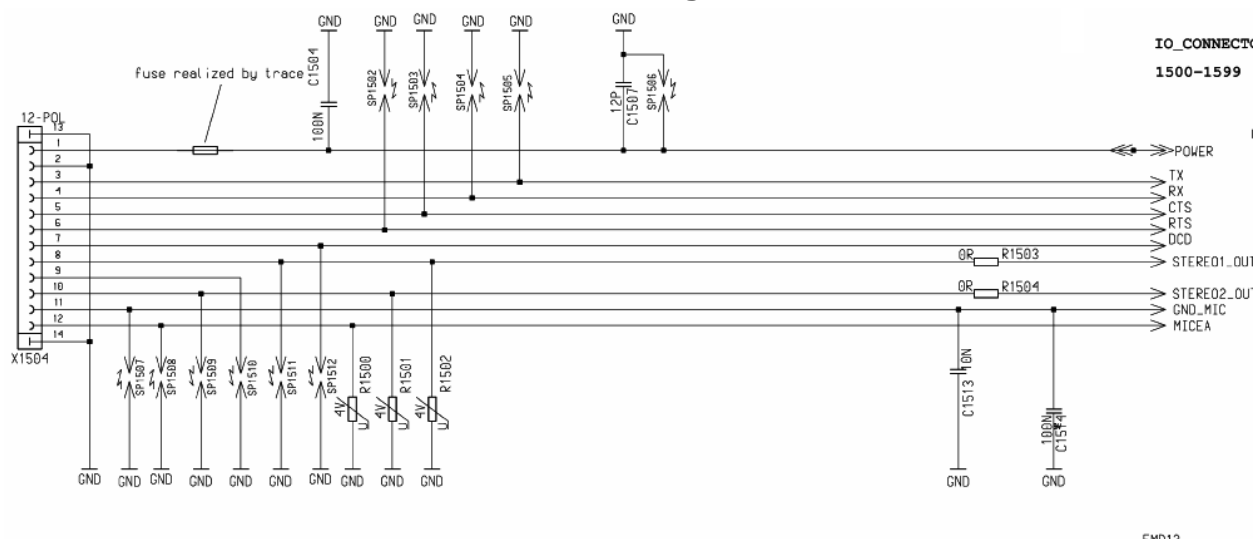 GND
GND
GND
GND
GND
GND
IO_CONNECTO
1500-1599
fuse realized by trace
C1504
100N
SP1502
SP1503
SP1504
SP1505
12P
C1507
SP1506
12-POL
13
1
2
3
4
5
6
7
8
9
10
11
12
14
X1504
POWER
TX
RX
CTS
RTS
DCD
0R R1503
STEREO1_OUT
0R R1504
STEREO2_OUT
GND_MIC
MICEA
SP1507
SP1508
SP1509
SP1510
SP1511
SP1512
4V
U
R1500
4V
U
R1501
4V
U
R1502
C1513 10N
100N
C1514
GND
GND
GND
GND
GND
GND
GND
GND
GND
GND
GND
GND